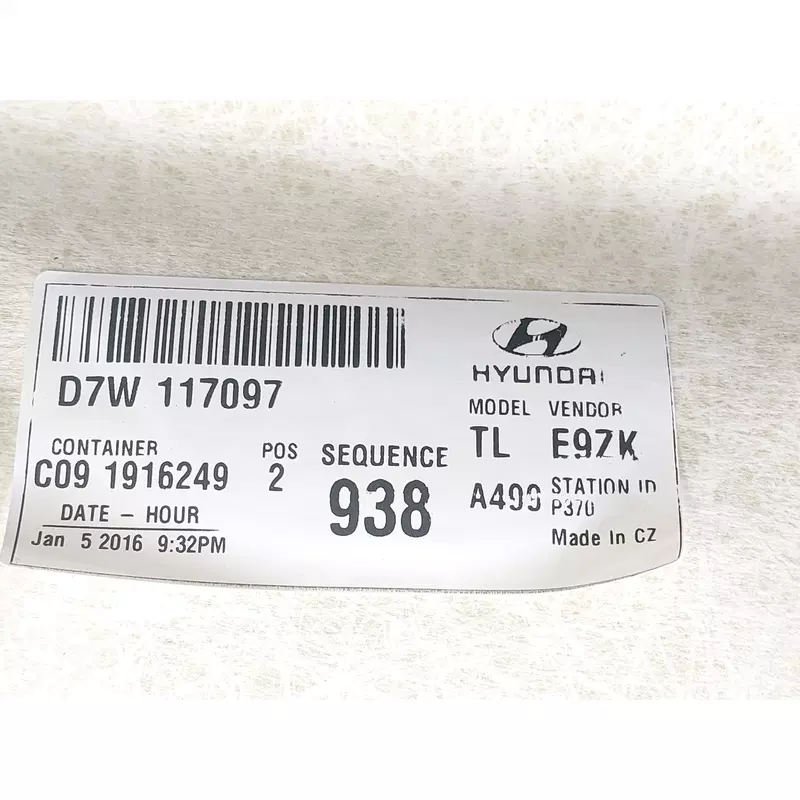 D7W 117097
HYUNDAI
MODEL VENDOR
TL E97K
CONTAINER POS SEQUENCE
C09 1916249 2 938
A499 STATION ID
P370
DATE - HOUR
Jan 5 2016 9:32PM
Made In CZ